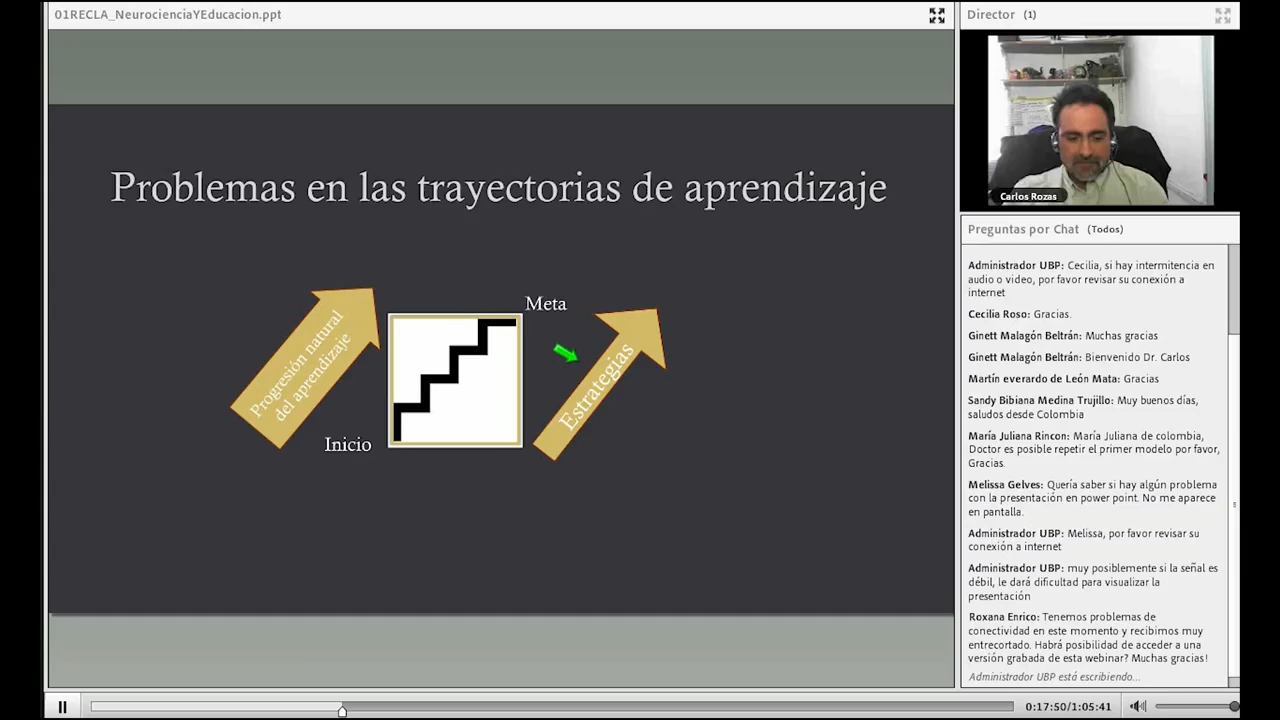 01RECLA_NeurocienciaYEducacion.ppt
Problemas en las trayectorias de aprendizaje
Progresión natural
del aprendizaje
Inicio
Meta
Estrategias
Director (1)
Carlos Rozas
Preguntas por Chat (Todos)
Administrador UBP: Cecilia, si hay intermitencia en
audio o video, por favor revisar su conexión a
internet
Cecilia Roso: Gracias.
Ginett Malagón Beltrán: Muchas gracias
Ginett Malagón Beltrán: Bienvenido Dr. Carlos
Martín everardo de León Mata: Gracias
Sandy Bibiana Medina Trujillo: Muy buenos días,
saludos desde Colombia
María Juliana Rincon: María Juliana de colombia,
Doctor es posible repetir el primer modelo por favor,
Gracias.
Melissa Gelves: Quería saber si hay algún problema
con la presentación en power point. No me aparece
en pantalla.
Administrador UBP: Melissa, por favor revisar su
conexión a internet
Administrador UBP: muy posiblemente si la señal es
débil, le dará dificultad para visualizar la
presentación
Roxana Enrico: Tenemos problemas de
conectividad en este momento y recibimos muy
entrecortado. Habrá posibilidad de acceder a una
versión grabada de esta webinar? Muchas gracias!
Administrador UBP está escribiendo...
0:17:50/1:05:41